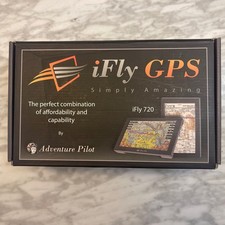 iFly GPS
Simply Amazing
The perfect combination
of affordability and
capability
By
Adventure Pilot
iFly 720